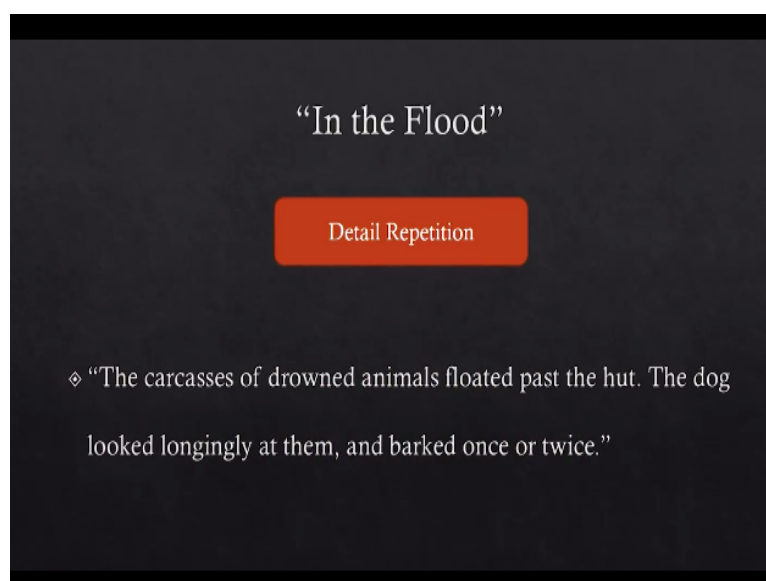 “In the Flood”
Detail Repetition
“The carcasses of drowned animals floated past the hut. The dog
looked longingly at them, and barked once or twice.”